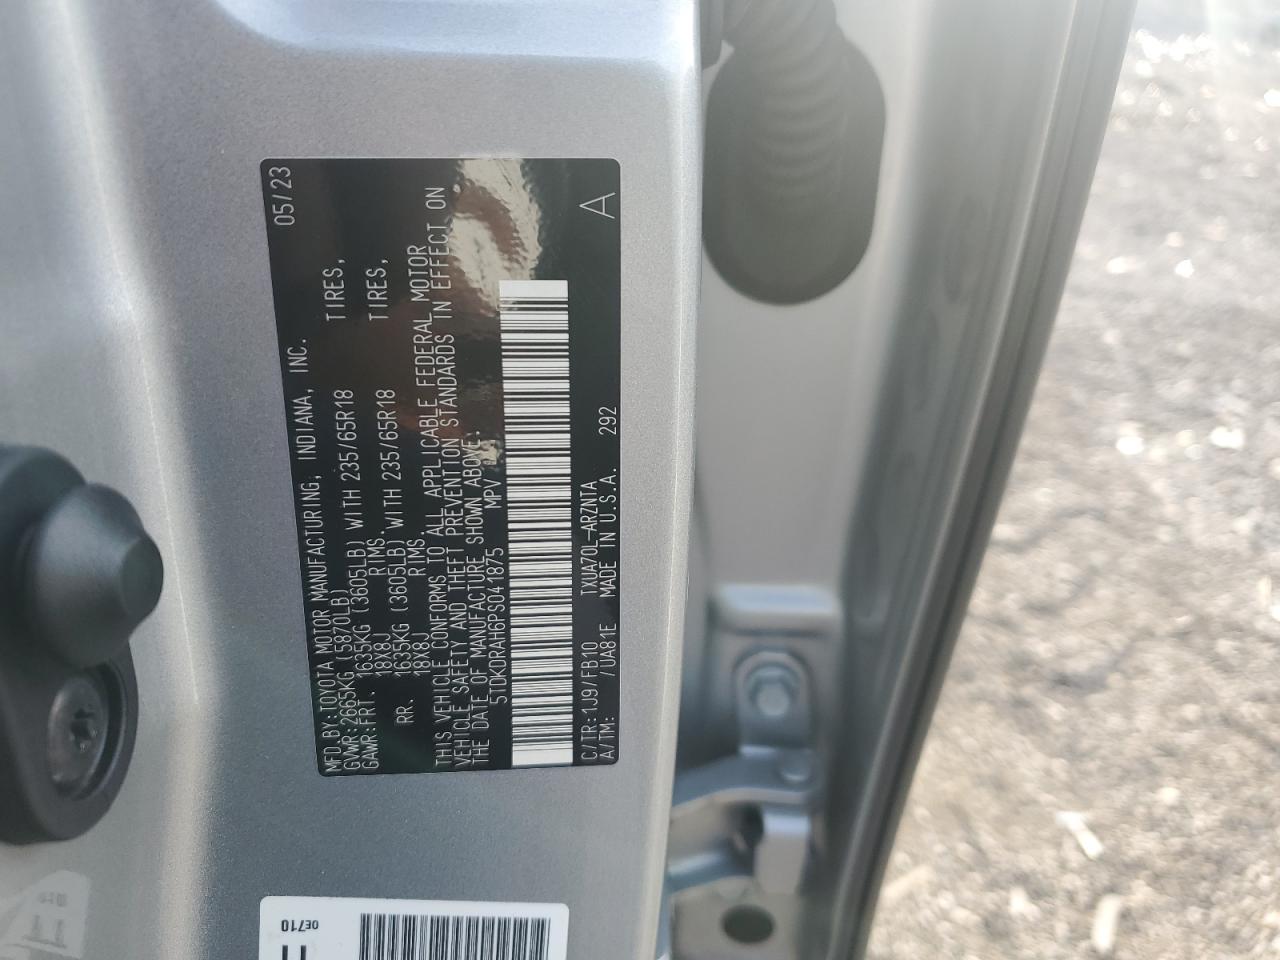 05/23
MFD.BY:TOYOTA MOTOR MANUFACTURING, INDIANA, INC.
GVWR:2665KG (5870LB)
GAWR:FRT. 1635KG (3605LB) WITH 235/65R18 TIRES,
18X8J RIMS.
RR. 1635KG (3605LB) WITH 235/65R18 TIRES,
18X8J RIMS.
THIS VEHICLE CONFORMS TO ALL APPLICABLE FEDERAL MOTOR
VEHICLE SAFETY AND THEFT PREVENTION STANDARDS IN EFFECT ON
THE DATE OF MANUFACTURE SHOWN ABOVE.
5TDKDRAH6PS041875 MPV
C/TR:1J9/FB10 TXUA70L-ARZNTA A
A/TM: /UA81E MADE IN U.S.A. 292
0E710